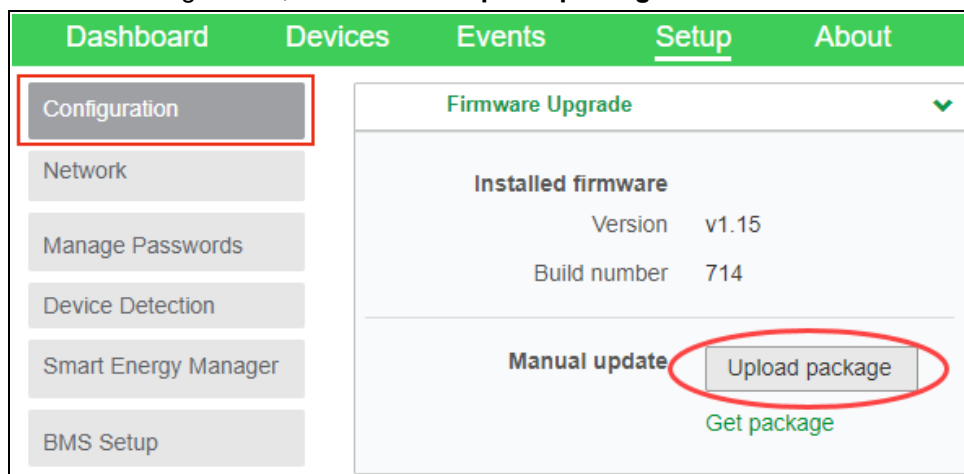 Dashboard Devices Events Setup About
Configuration
Network
Manage Passwords
Device Detection
Smart Energy Manager
BMS Setup
Firmware Upgrade
Installed firmware
Version v1.15
Build number 714
Manual update Upload package
Get package